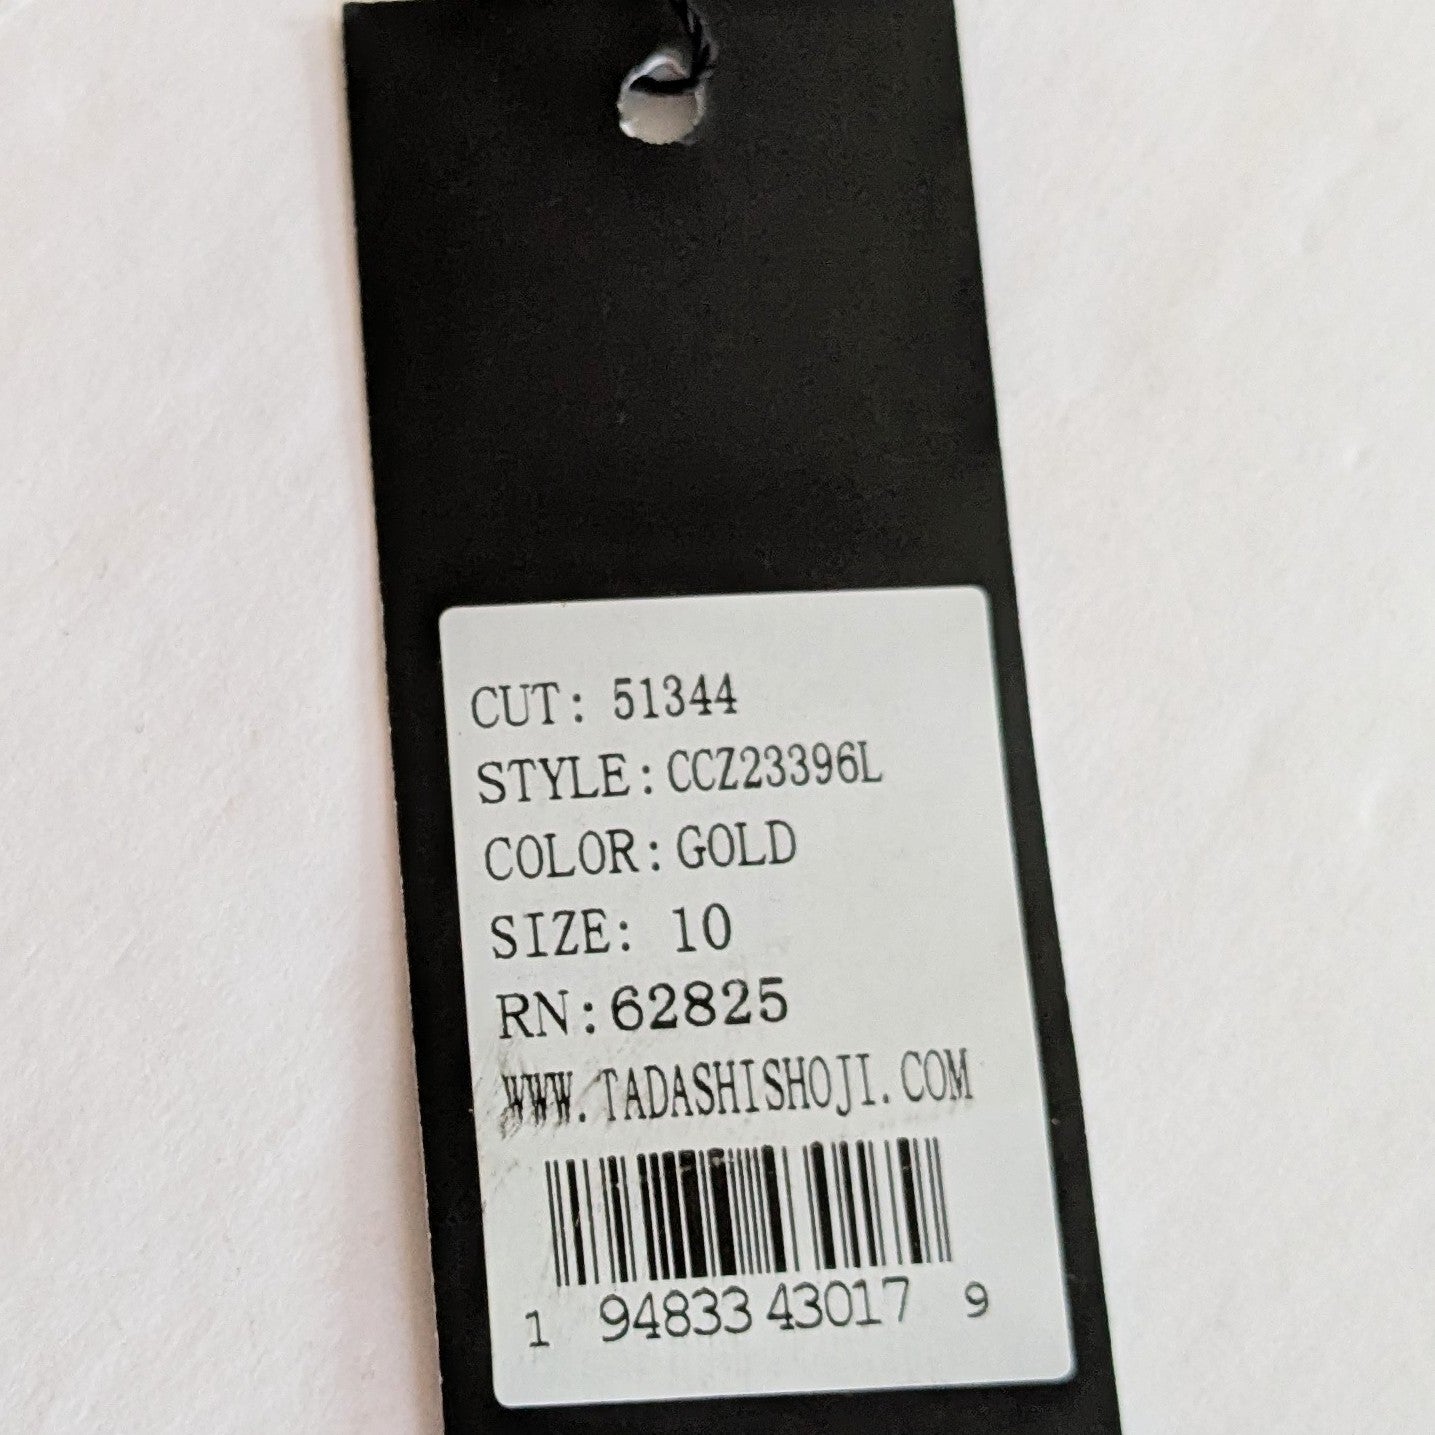 CUT: 51344
STYLE:CCZ23396L
COLOR:GOLD
SIZE: 10
RN:62825
WWW.TADASHISHOJI.COM
1 94833 43017 9